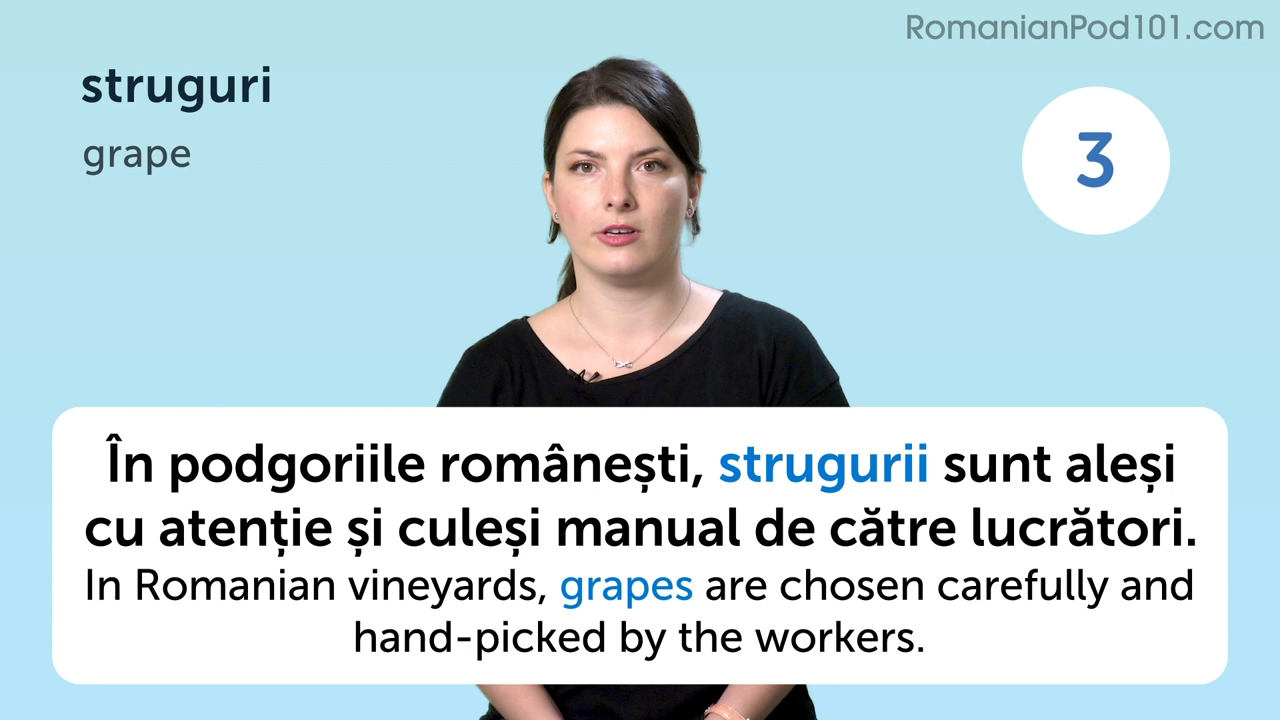 RomanianPod101.com
struguri
grape
3
În podgoriile românești, strugurii sunt aleși
cu atenție și culeși manual de către lucrători.
In Romanian vineyards, grapes are chosen carefully and
hand-picked by the workers.